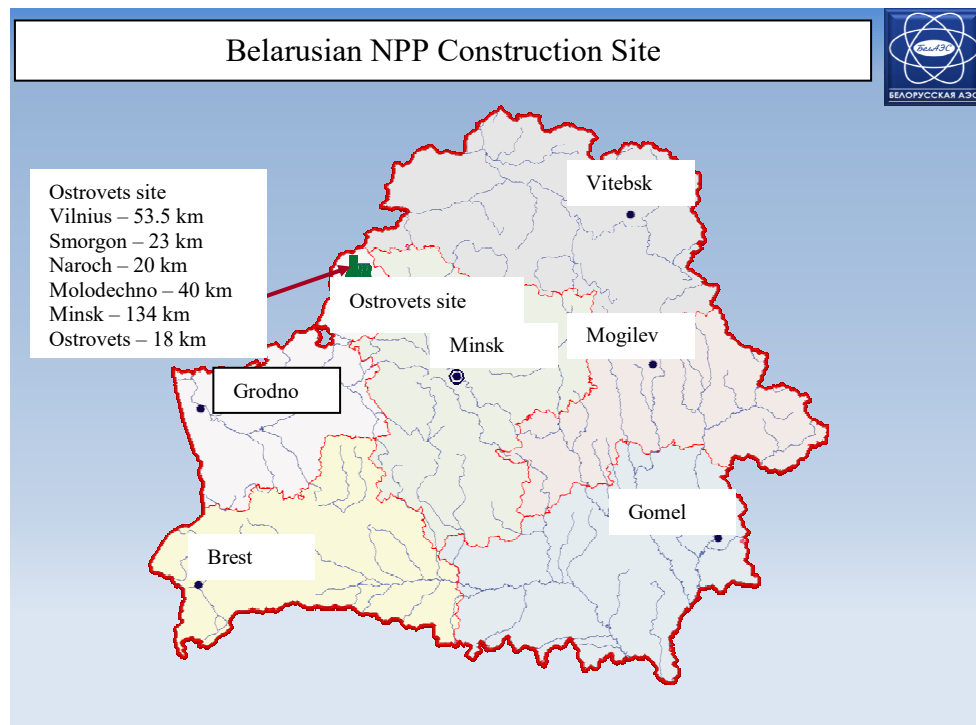 Belarusian NPP Construction Site
БелАЭС
БЕЛОРУССКАЯ АЭС
Ostrovets site
Vilnius – 53.5 km
Smorgon – 23 km
Naroch – 20 km
Molodechno – 40 km
Minsk – 134 km
Ostrovets – 18 km
Vitebsk
Ostrovets site
Minsk
Mogilev
Grodno
Gomel
Brest